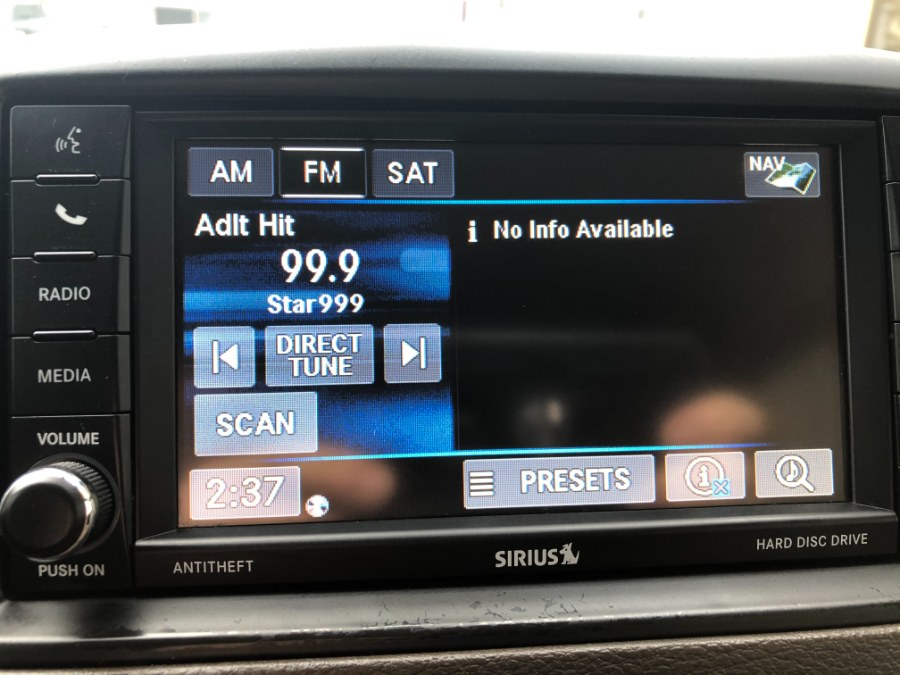 AM FM SAT NAV
Adlt Hit
i No Info Available
99.9
Star999
DIRECT
TUNE
SCAN
2:37 PRESETS i
RADIO
MEDIA
VOLUME
PUSH ON
ANTITHEFT SIRIUS HARD DISC DRIVE